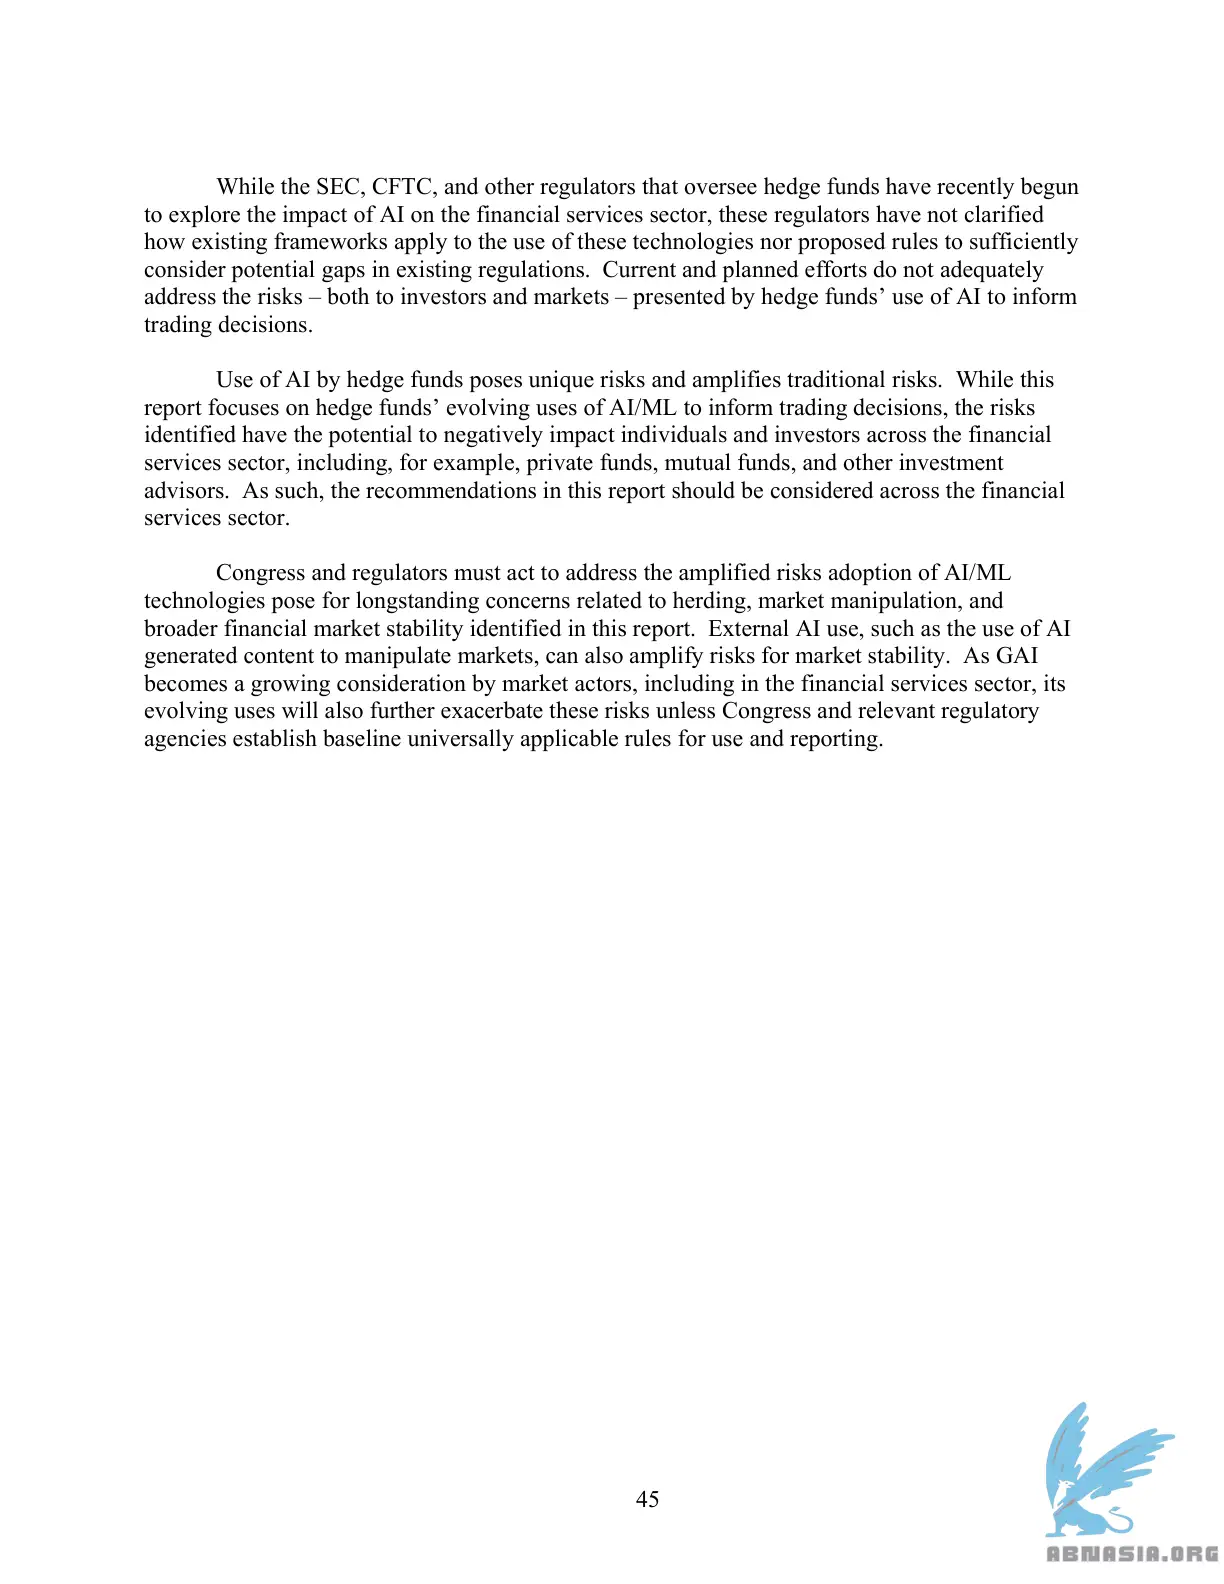 While the SEC, CFTC, and other regulators that oversee hedge funds have recently begun
to explore the impact of AI on the financial services sector, these regulators have not clarified
how existing frameworks apply to the use of these technologies nor proposed rules to sufficiently
consider potential gaps in existing regulations.  Current and planned efforts do not adequately
address the risks – both to investors and markets – presented by hedge funds’ use of AI to inform
trading decisions.
Use of AI by hedge funds poses unique risks and amplifies traditional risks.  While this
report focuses on hedge funds’ evolving uses of AI/ML to inform trading decisions, the risks
identified have the potential to negatively impact individuals and investors across the financial
services sector, including, for example, private funds, mutual funds, and other investment
advisors.  As such, the recommendations in this report should be considered across the financial
services sector.
Congress and regulators must act to address the amplified risks adoption of AI/ML
technologies pose for longstanding concerns related to herding, market manipulation, and
broader financial market stability identified in this report.  External AI use, such as the use of AI
generated content to manipulate markets, can also amplify risks for market stability.  As GAI
becomes a growing consideration by market actors, including in the financial services sector, its
evolving uses will also further exacerbate these risks unless Congress and relevant regulatory
agencies establish baseline universally applicable rules for use and reporting.
45
ABNASIA.ORG